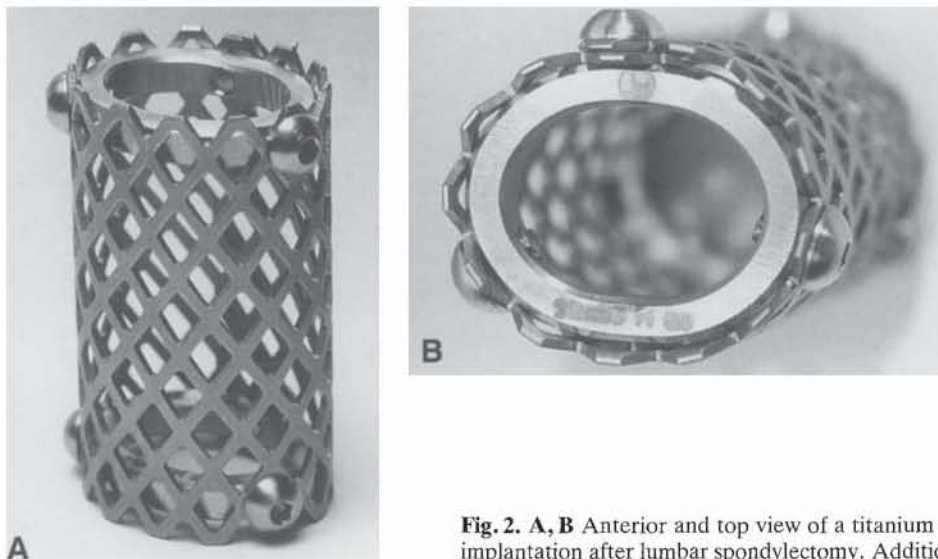 A
B
Fig. 2. A, B Anterior and top view of a titanium
implantation after lumbar spondylectomy. Additio